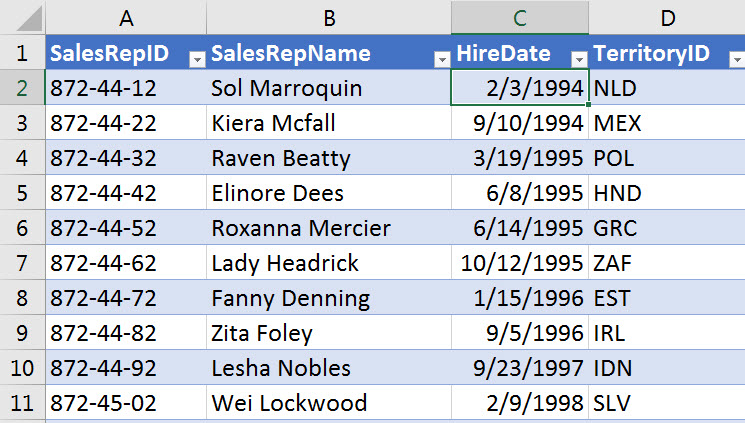 A B C D
1 SalesRepID SalesRepName HireDate TerritoryID
2 872-44-12 Sol Marroquin 2/3/1994 NLD
3 872-44-22 Kiera Mcfall 9/10/1994 MEX
4 872-44-32 Raven Beatty 3/19/1995 POL
5 872-44-42 Elinore Dees 6/8/1995 HND
6 872-44-52 Roxanna Mercier 6/14/1995 GRC
7 872-44-62 Lady Headrick 10/12/1995 ZAF
8 872-44-72 Fanny Denning 1/15/1996 EST
9 872-44-82 Zita Foley 9/5/1996 IRL
10 872-44-92 Lesha Nobles 9/23/1997 IDN
11 872-45-02 Wei Lockwood 2/9/1998 SLV